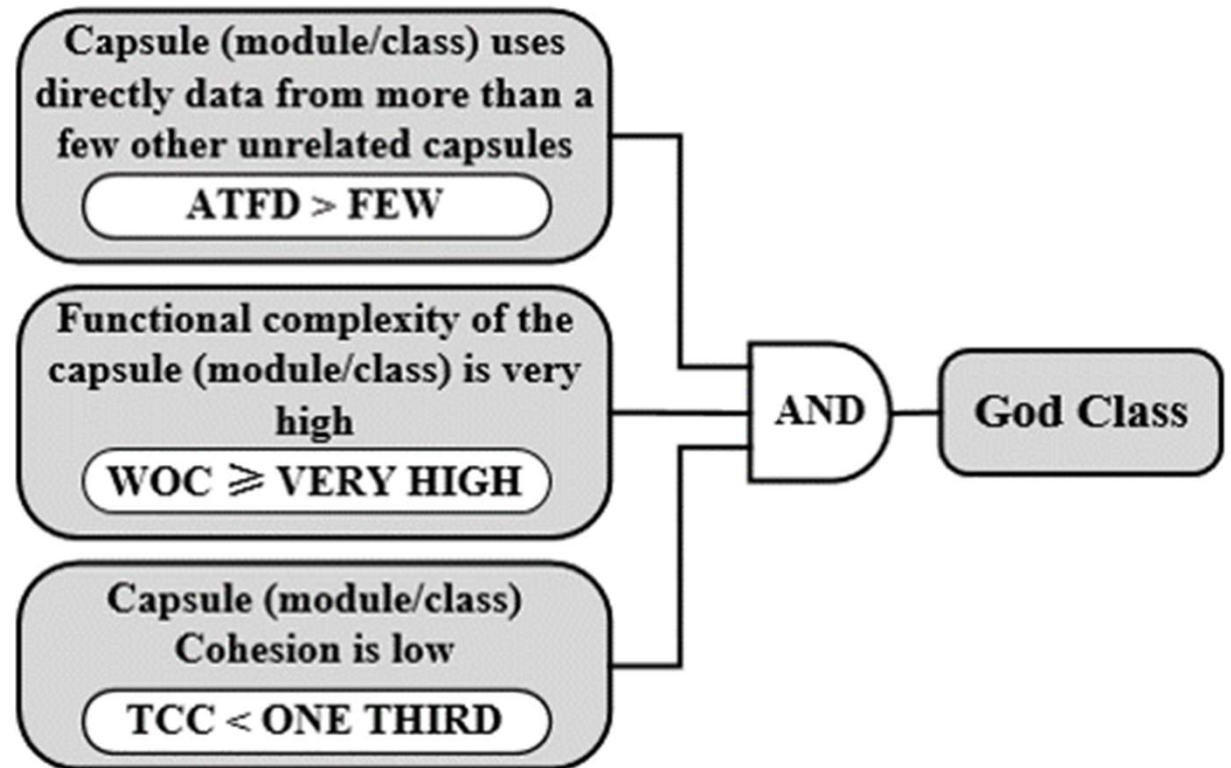 Capsule (module/class) uses
directly data from more than a
few other unrelated capsules
ATFD > FEW
Functional complexity of the
capsule (module/class) is very
high
WOC ⩾ VERY HIGH
Capsule (module/class)
Cohesion is low
TCC < ONE THIRD
AND
God Class